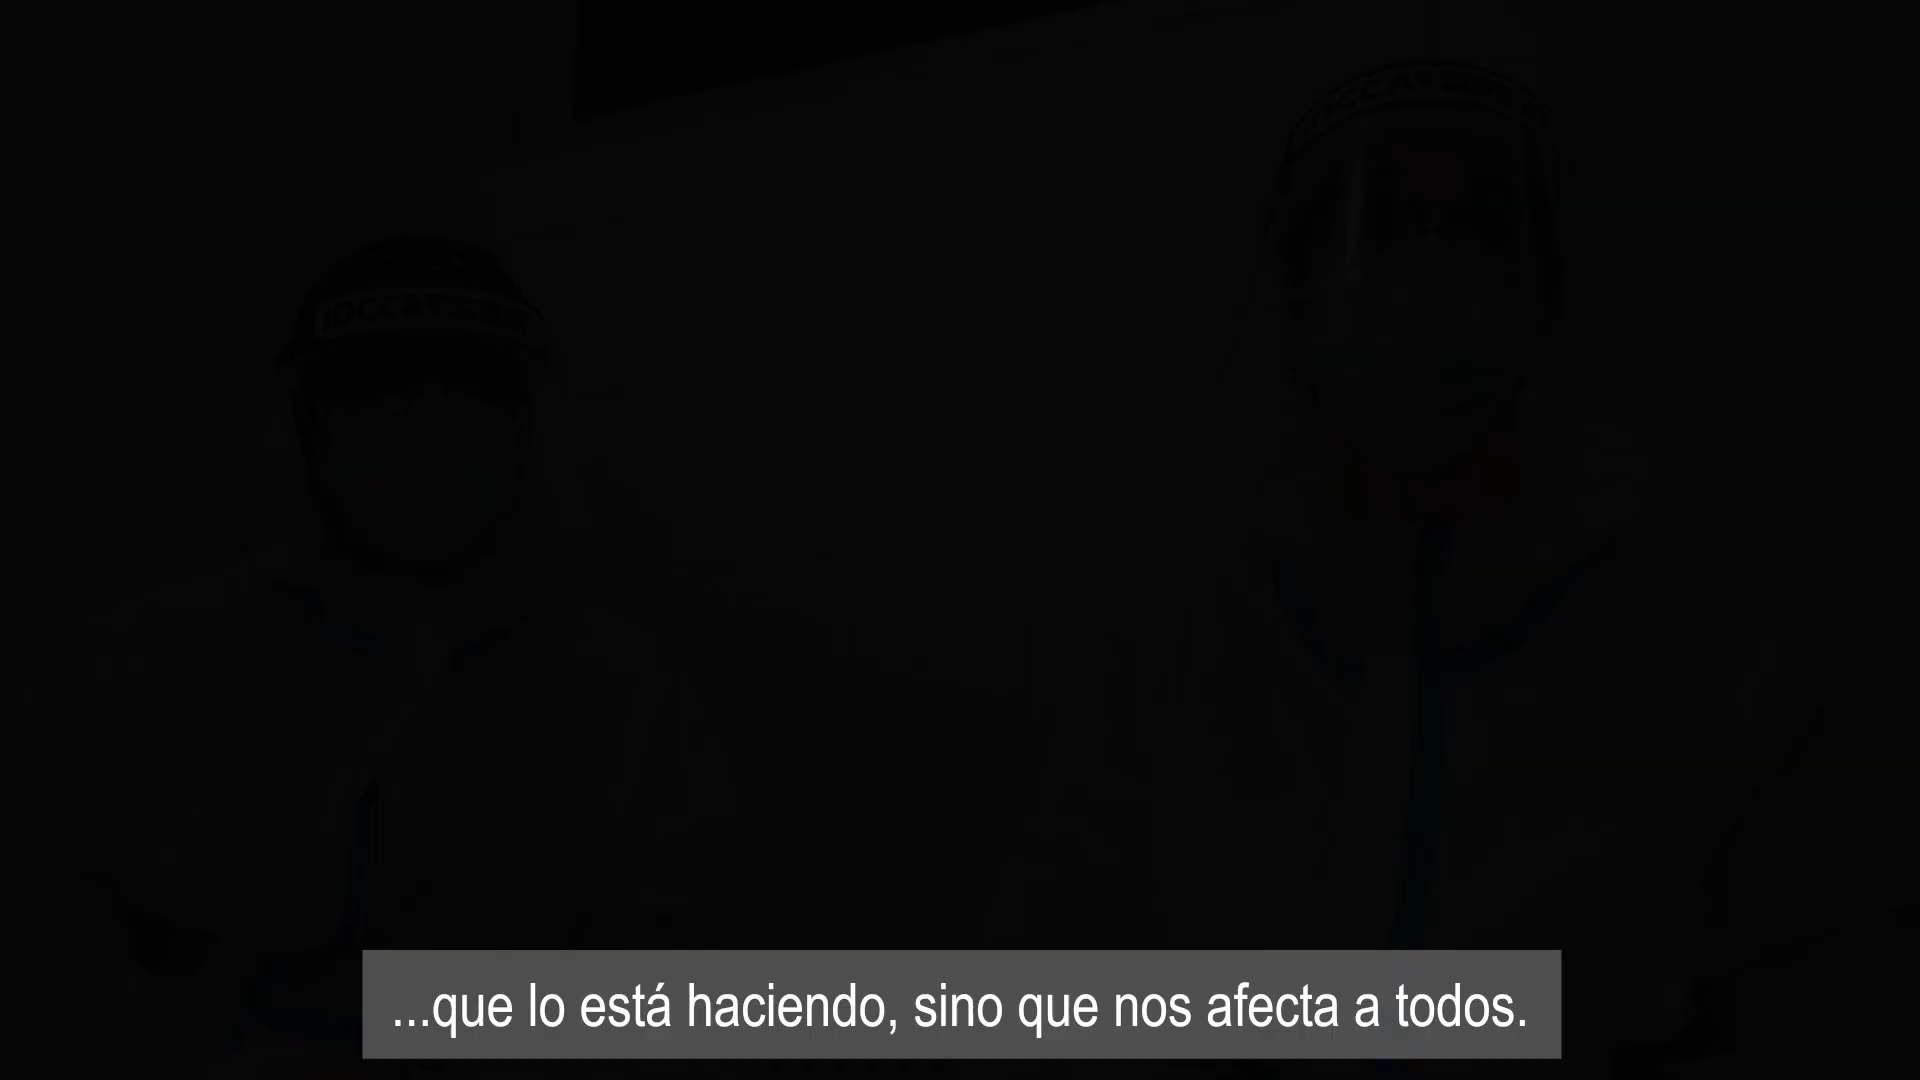 ...que lo está haciendo, sino que nos afecta a todos.